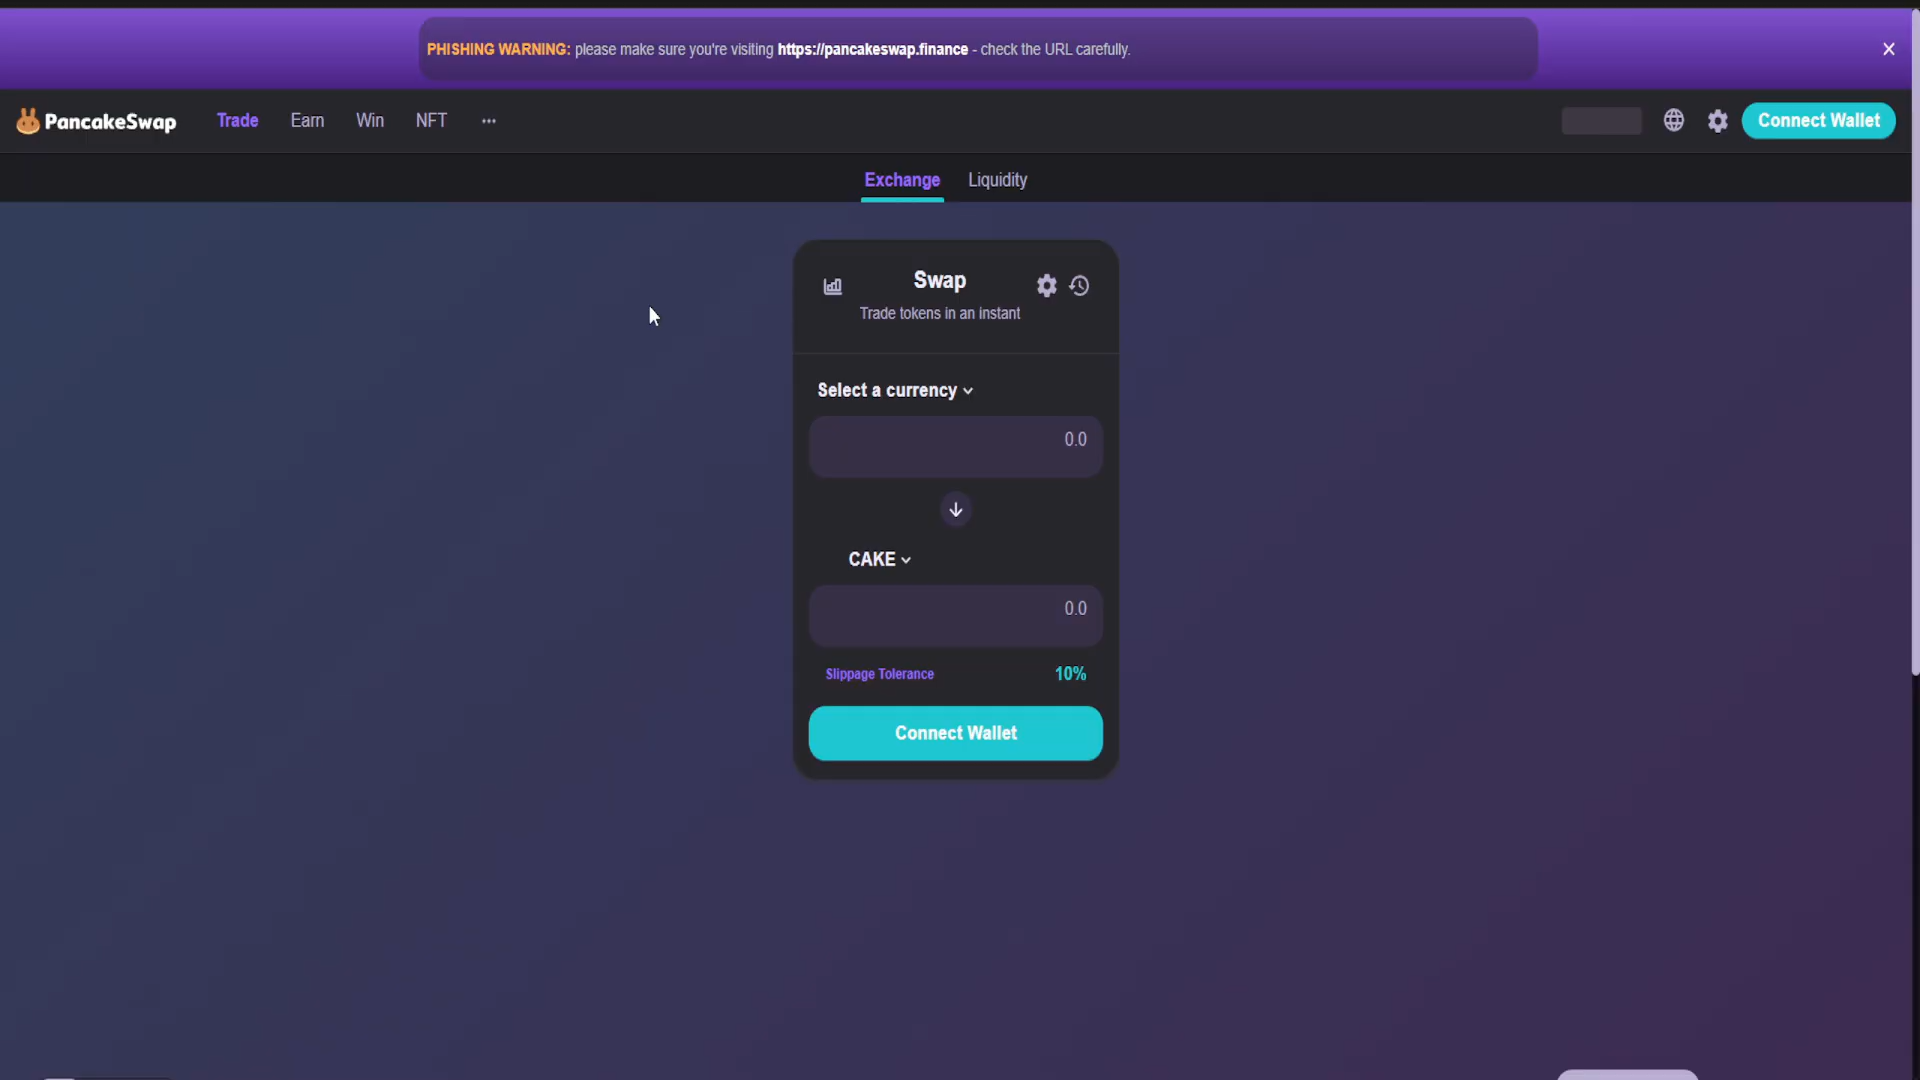 PHISHING WARNING: please make sure you're visiting https://pancakeswap.finance - check the URL carefully.
PancakeSwap
Trade
Earn
Win
NFT
Connect Wallet
Exchange
Liquidity
Swap
Trade tokens in an instant
Select a currency
0.0
CAKE
0.0
Slippage Tolerance
10%
Connect Wallet